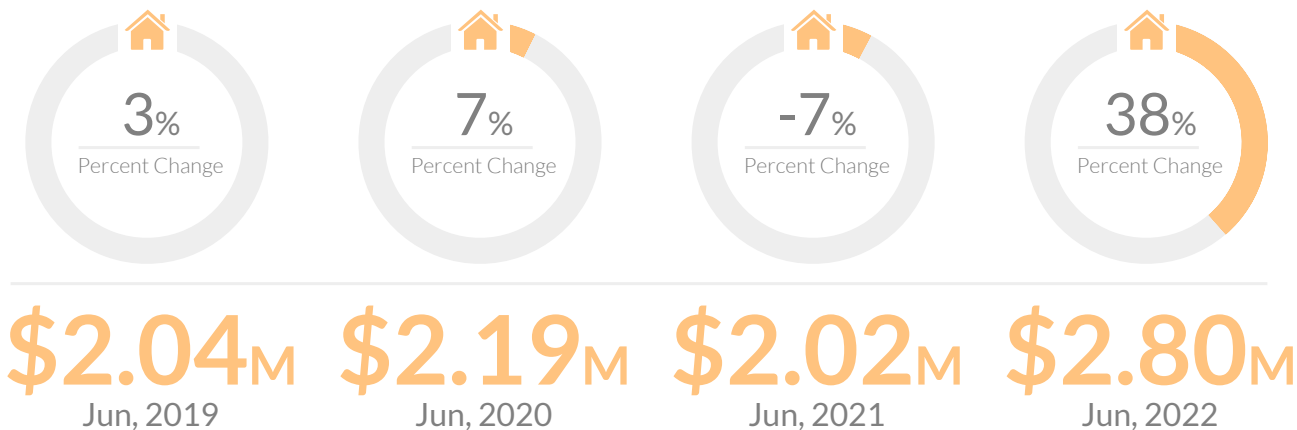 3% 7% -7% 38%
Percent Change Percent Change Percent Change Percent Change
$2.04M $2.19M $2.02M $2.80M
Jun, 2019 Jun, 2020 Jun, 2021 Jun, 2022